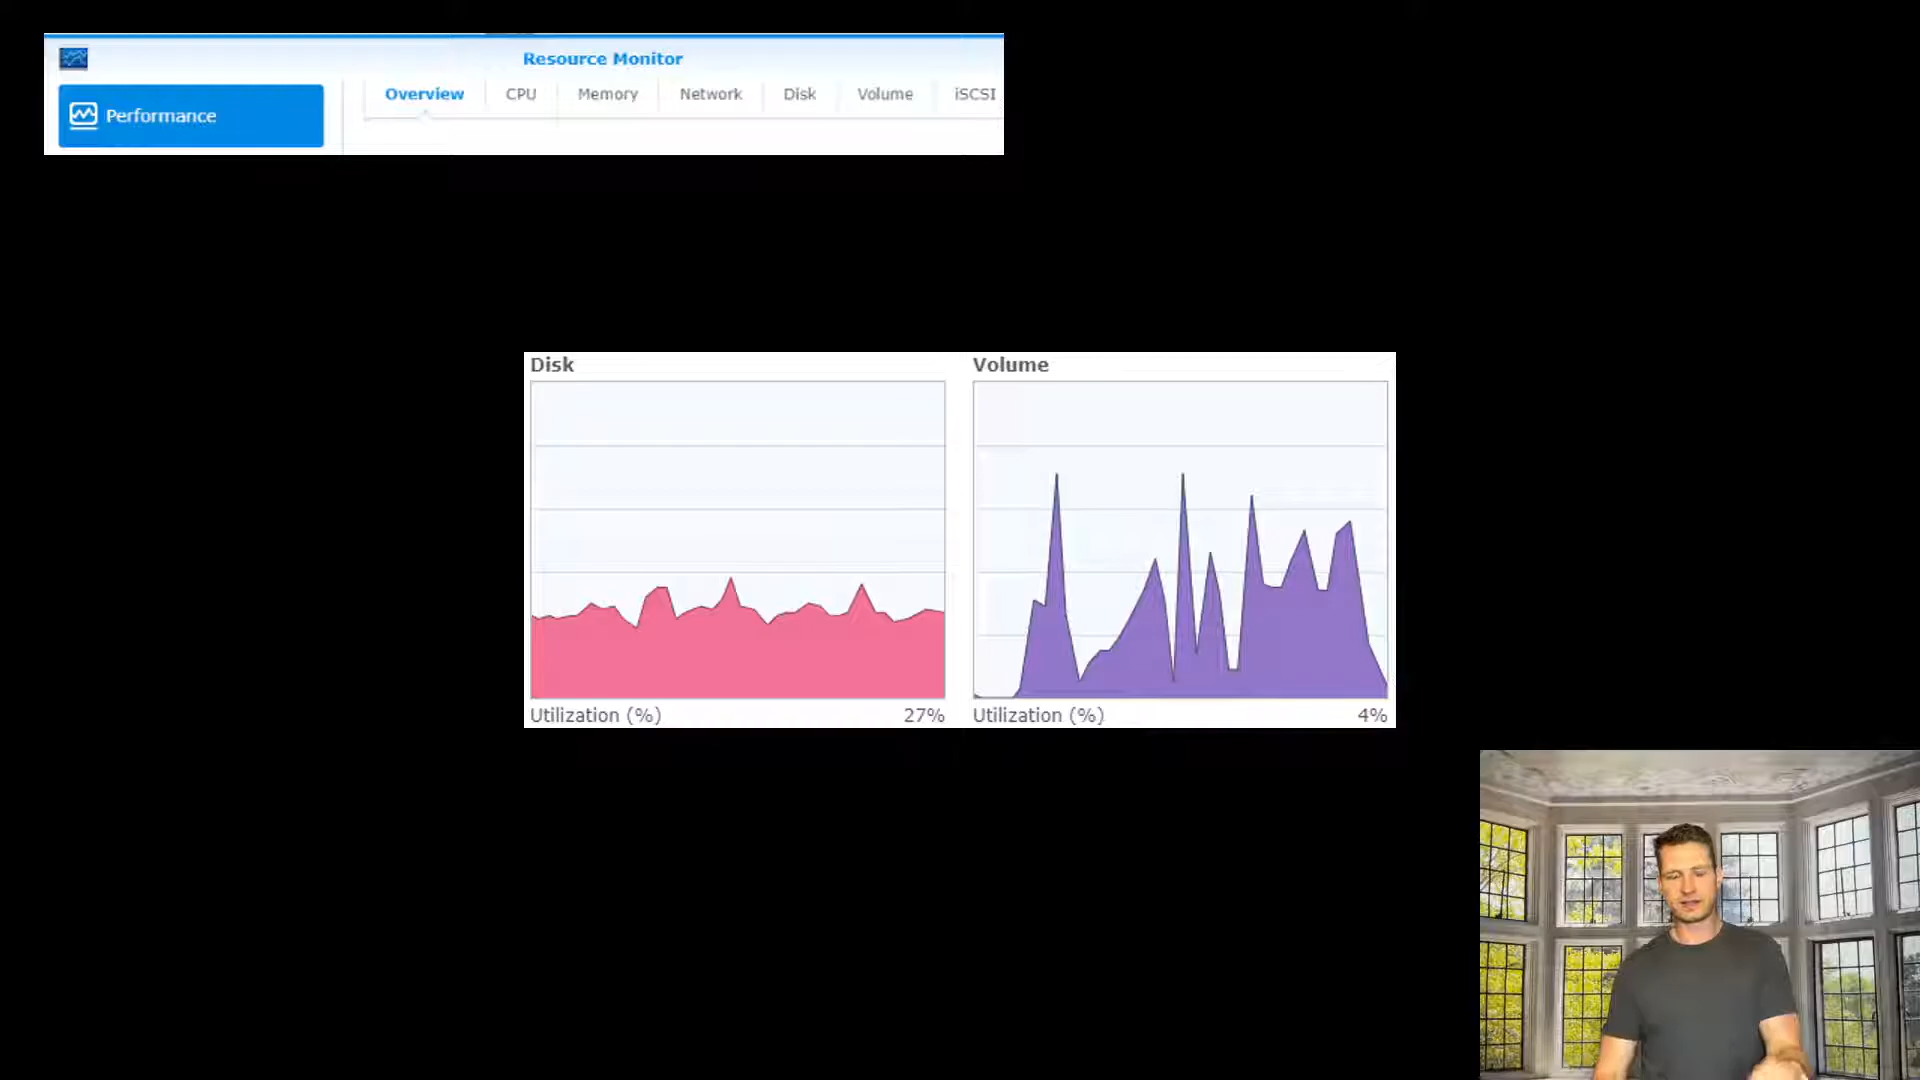 Resource Monitor
Performance
Overview CPU Memory Network Disk Volume iSCSI
Disk Volume
Utilization (%) 27% Utilization (%) 4%